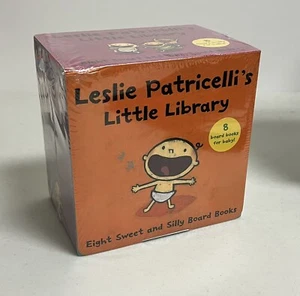 Leslie Patricelli's
Little Library
8
board books
for baby!
Eight Sweet and Silly Board Books